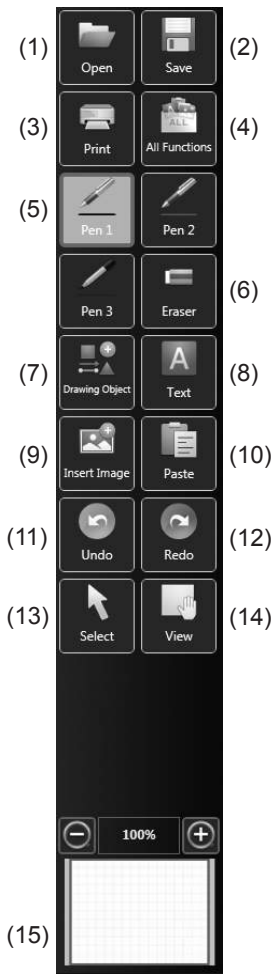 (1) Open Save (2)
(3) Print ALL All Functions (4)
(5) Pen 1 Pen 2
Pen 3 Eraser (6)
(7) Drawing Object A Text (8)
(9) Insert Image Paste (10)
(11) Undo Redo (12)
(13) Select View (14)
100%
(15)